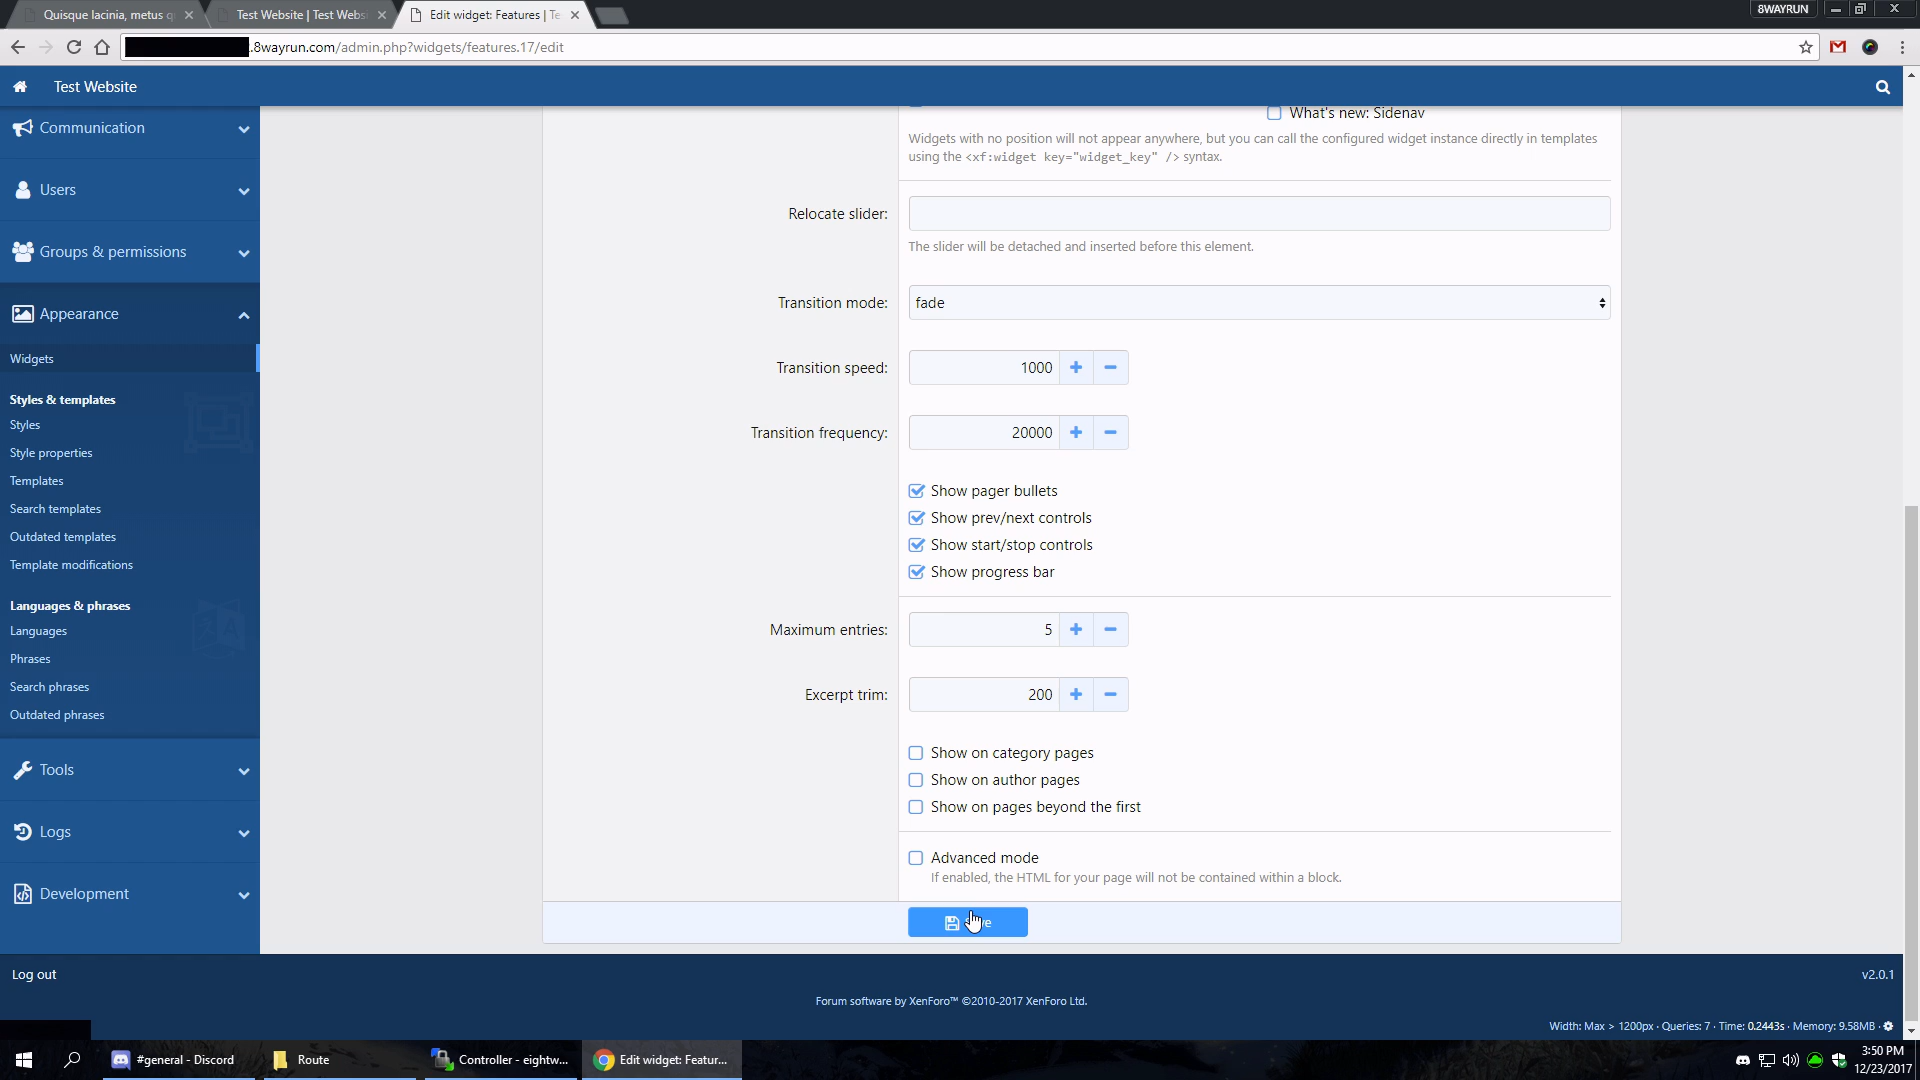 Quisque lacinia, metus q
Test Website | Test Websi
Edit widget: Features | Te
8WAYRUN
.8wayrun.com/admin.php?widgets/features.17/edit
Test Website
Communication
Users
Groups & permissions
Appearance
Widgets
Styles & templates
Styles
Style properties
Templates
Search templates
Outdated templates
Template modifications
Languages & phrases
Languages
Phrases
Search phrases
Outdated phrases
Tools
Logs
Development
What's new: Sidenav
Widgets with no position will not appear anywhere, but you can call the configured widget instance directly in templates
using the <xf:widget key="widget_key" /> syntax.
Relocate slider:
The slider will be detached and inserted before this element.
Transition mode: fade
Transition speed: 1000
Transition frequency: 20000
Show pager bullets
Show prev/next controls
Show start/stop controls
Show progress bar
Maximum entries: 5
Excerpt trim: 200
Show on category pages
Show on author pages
Show on pages beyond the first
Advanced mode
If enabled, the HTML for your page will not be contained within a block.
Log out
v2.0.1
Forum software by XenForo™ ©2010-2017 XenForo Ltd.
Width: Max > 1200px · Queries: 7 · Time: 0.2443s · Memory: 9.58MB ·
#general - Discord
Route
Controller - eightw...
Edit widget: Featur...
3:50 PM
12/23/2017